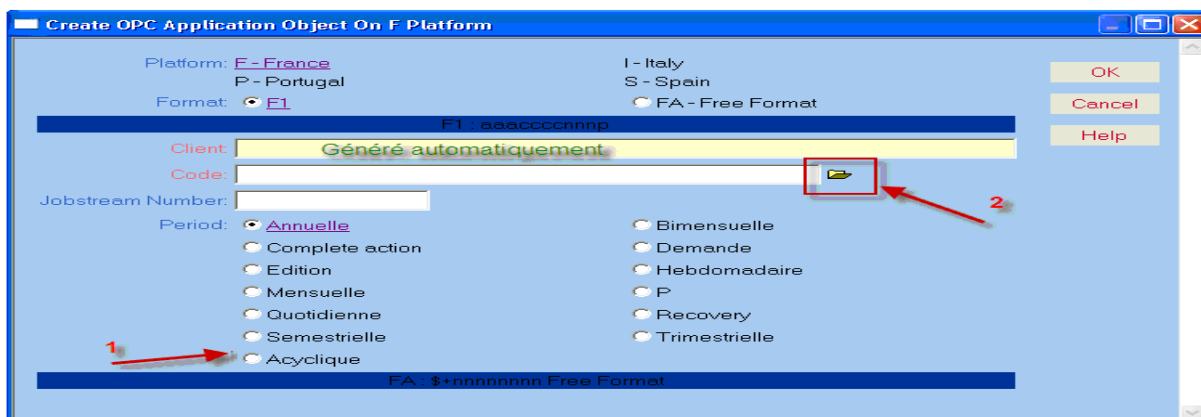 Create OPC Application Object On F Platform
Platform: F - France I - Italy
P - Portugal S - Spain
OK
Format: F1 FA - Free Format
Cancel
F1 : aaaccccnnnp
Help
Client: Généré automatiquement
Code:
2
Jobstream Number:
Period: Annuelle Bimensuelle
Complete action Demande
Edition Hebdomadaire
Mensuelle P
Quotidienne Recovery
Semestrielle Trimestrielle
1
Acyclique
FA : $+nnnnnnnn Free Format